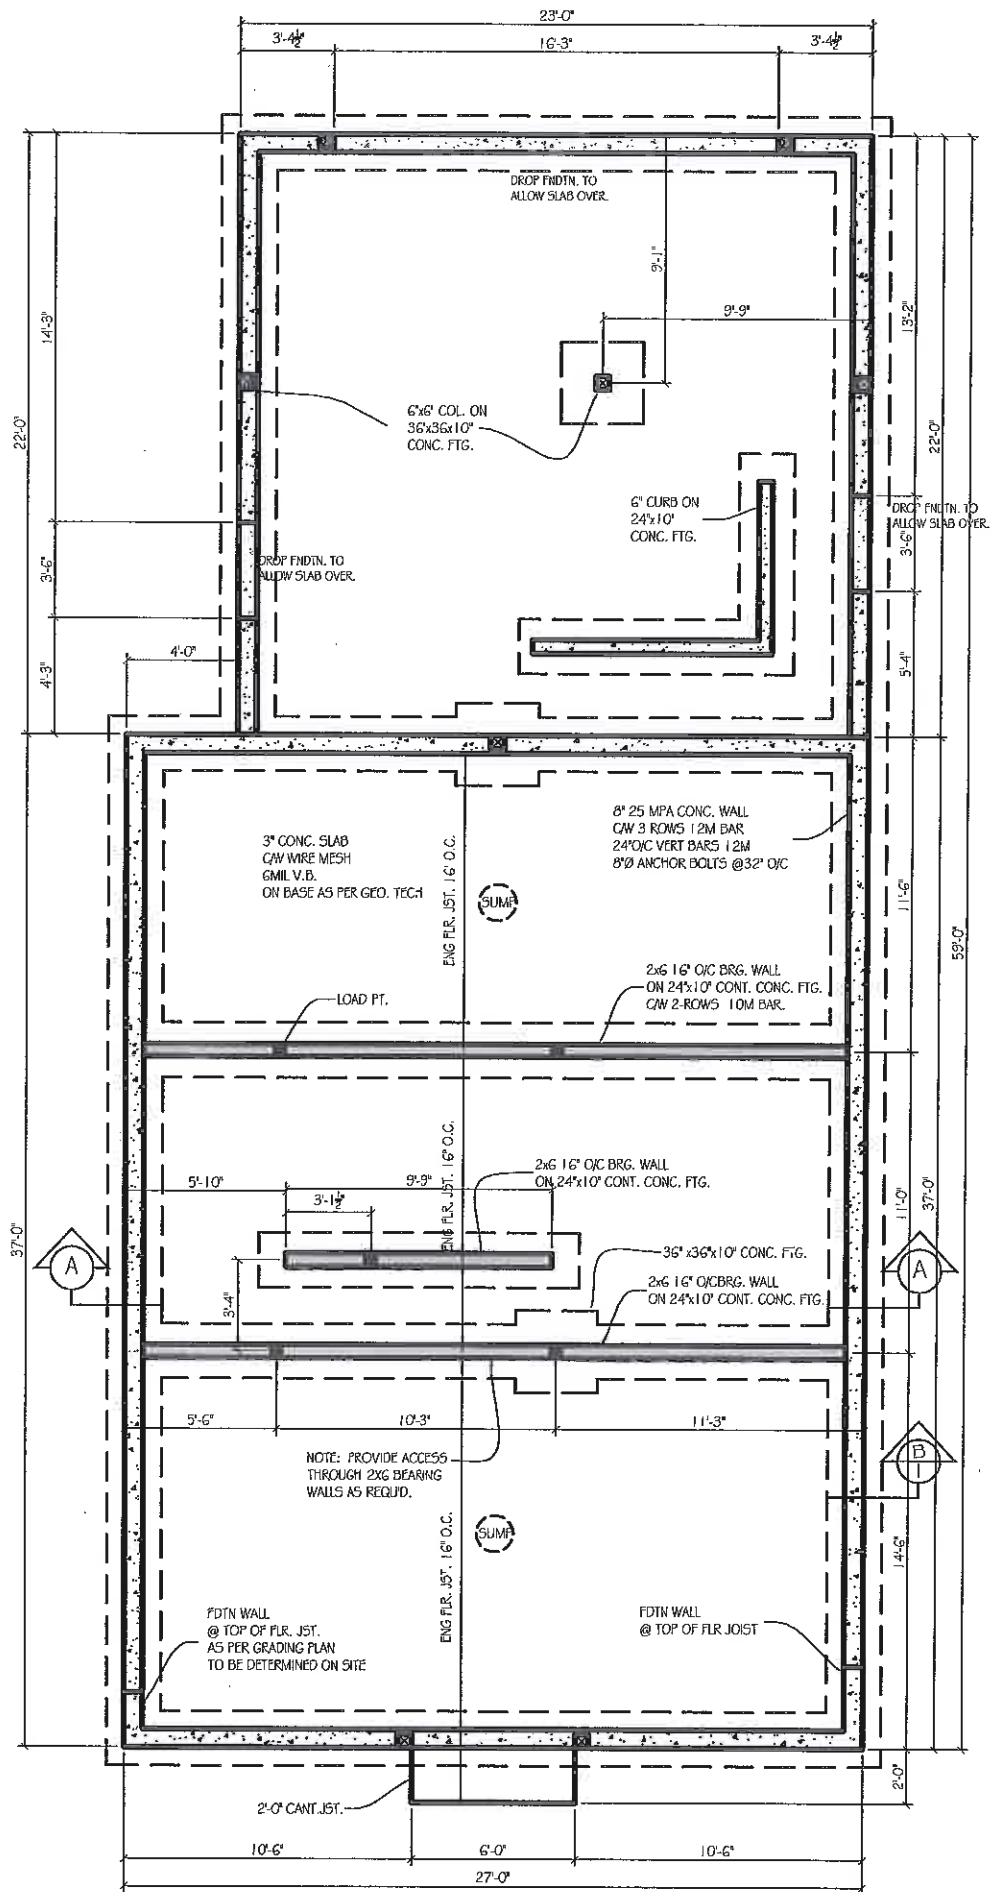 23'-0"
3'-4½"
16'-3"
3'-4½"
DROP FNDTN. TO
ALLOW SLAB OVER.
9'-1"
14'-3"
13'-2"
9'-9"
22'-0"
22'-0"
6"x6" COL. ON
36"x36x10"
CONC. FTG.
6" CURB ON
24"x10"
CONC. FTG.
DROP FNDTN. TO
ALLOW SLAB OVER.
3'-6"
3'-6"
DROP FNDTN. TO
ALLOW SLAB OVER.
4'-0"
4'-3"
5'-4"
3" CONC. SLAB
C/W WIRE MESH
6MIL V.B.
ON BASE AS PER GEO. TECH
8" 25 MPA CONC. WALL
C/W 3 ROWS 12M BAR
24"O/C VERT BARS 12M
8"Ø ANCHOR BOLTS @32" O/C
ENG FLR. JST. 16" O.C.
SUMP
11'-6"
59'-0"
LOAD PT.
2x6 16" O/C BRG. WALL
ON 24"x10" CONT. CONC. FTG.
C/W 2-ROWS 10M BAR.
ENG FLR. JST. 16" O.C.
2x6 16" O/C BRG. WALL
ON 24"x10" CONT. CONC. FTG.
5'-10"
9'-9"
3'-1½"
11'-0"
37'-0"
37'-0"
A
A
3'-4"
36" x36"x10" CONC. FTG.
2x6 16" O/CBRG. WALL
ON 24"x10" CONT. CONC. FTG.
5'-6"
10'-3"
11'-3"
NOTE: PROVIDE ACCESS
THROUGH 2X6 BEARING
WALLS AS REQU'D.
B
1
ENG FLR. JST. 16" O.C.
SUMP
14'-6"
FDTN WALL
@ TOP OF FLR. JST.
AS PER GRADING PLAN
TO BE DETERMINED ON SITE
FDTN WALL
@ TOP OF FLR JOIST
2'-0" CANT.JST.
2'-0"
10'-6"
6'-0"
10'-6"
27'-0"